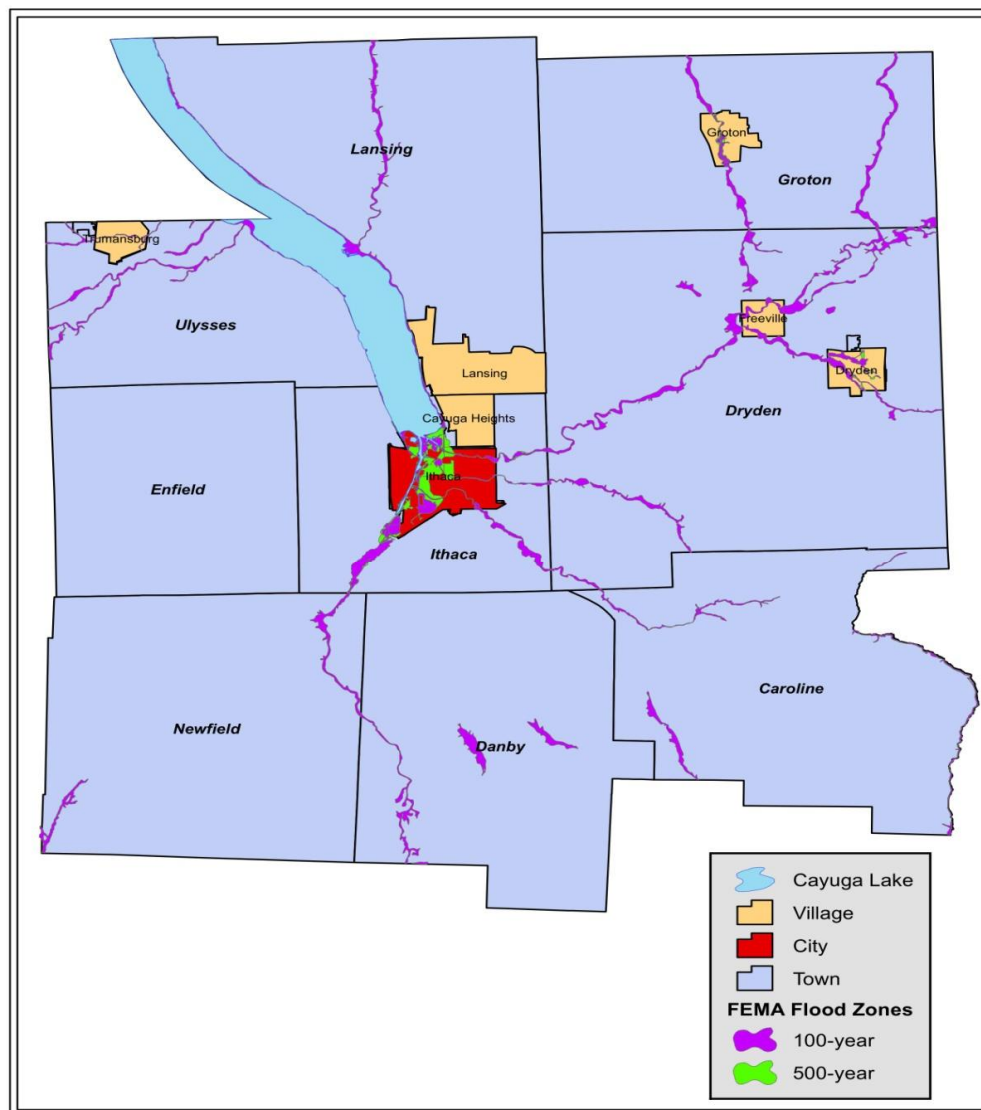 Groton
Lansing
Groton
Trumansburg
Ulysses
Freeville
Lansing
Dryden
Cayuga Heights
Dryden
Ithaca
Enfield
Ithaca
Caroline
Newfield
Danby
Cayuga Lake
Village
City
Town
FEMA Flood Zones
100-year
500-year